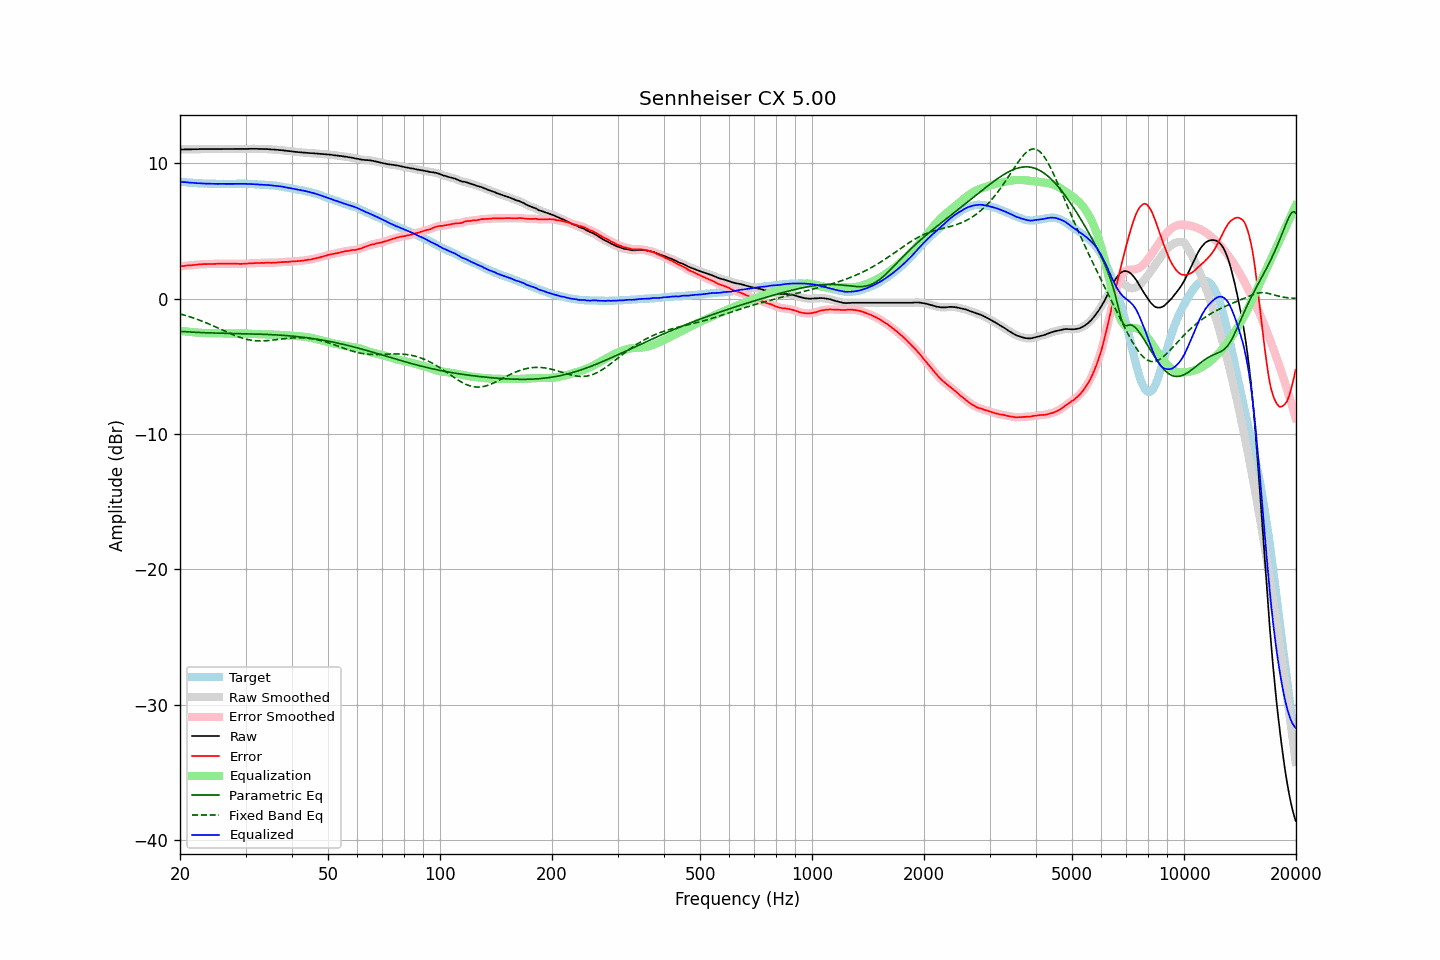 Sennheiser CX 5.00
10
0
−10
−20
−30
−40
Amplitude (dBr)
Target
Raw Smoothed
Error Smoothed
Raw
Error
Equalization
Parametric Eq
Fixed Band Eq
Equalized
20 50 100 200 500 1000 2000 5000 10000 20000
Frequency (Hz)